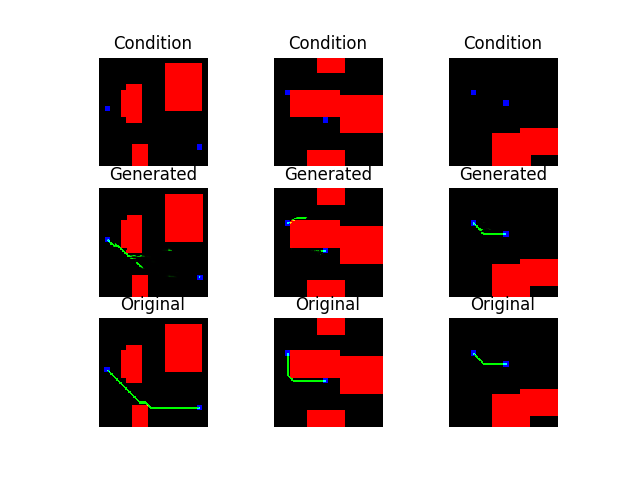 Condition Condition Condition
Generated Generated Generated
Original Original Original